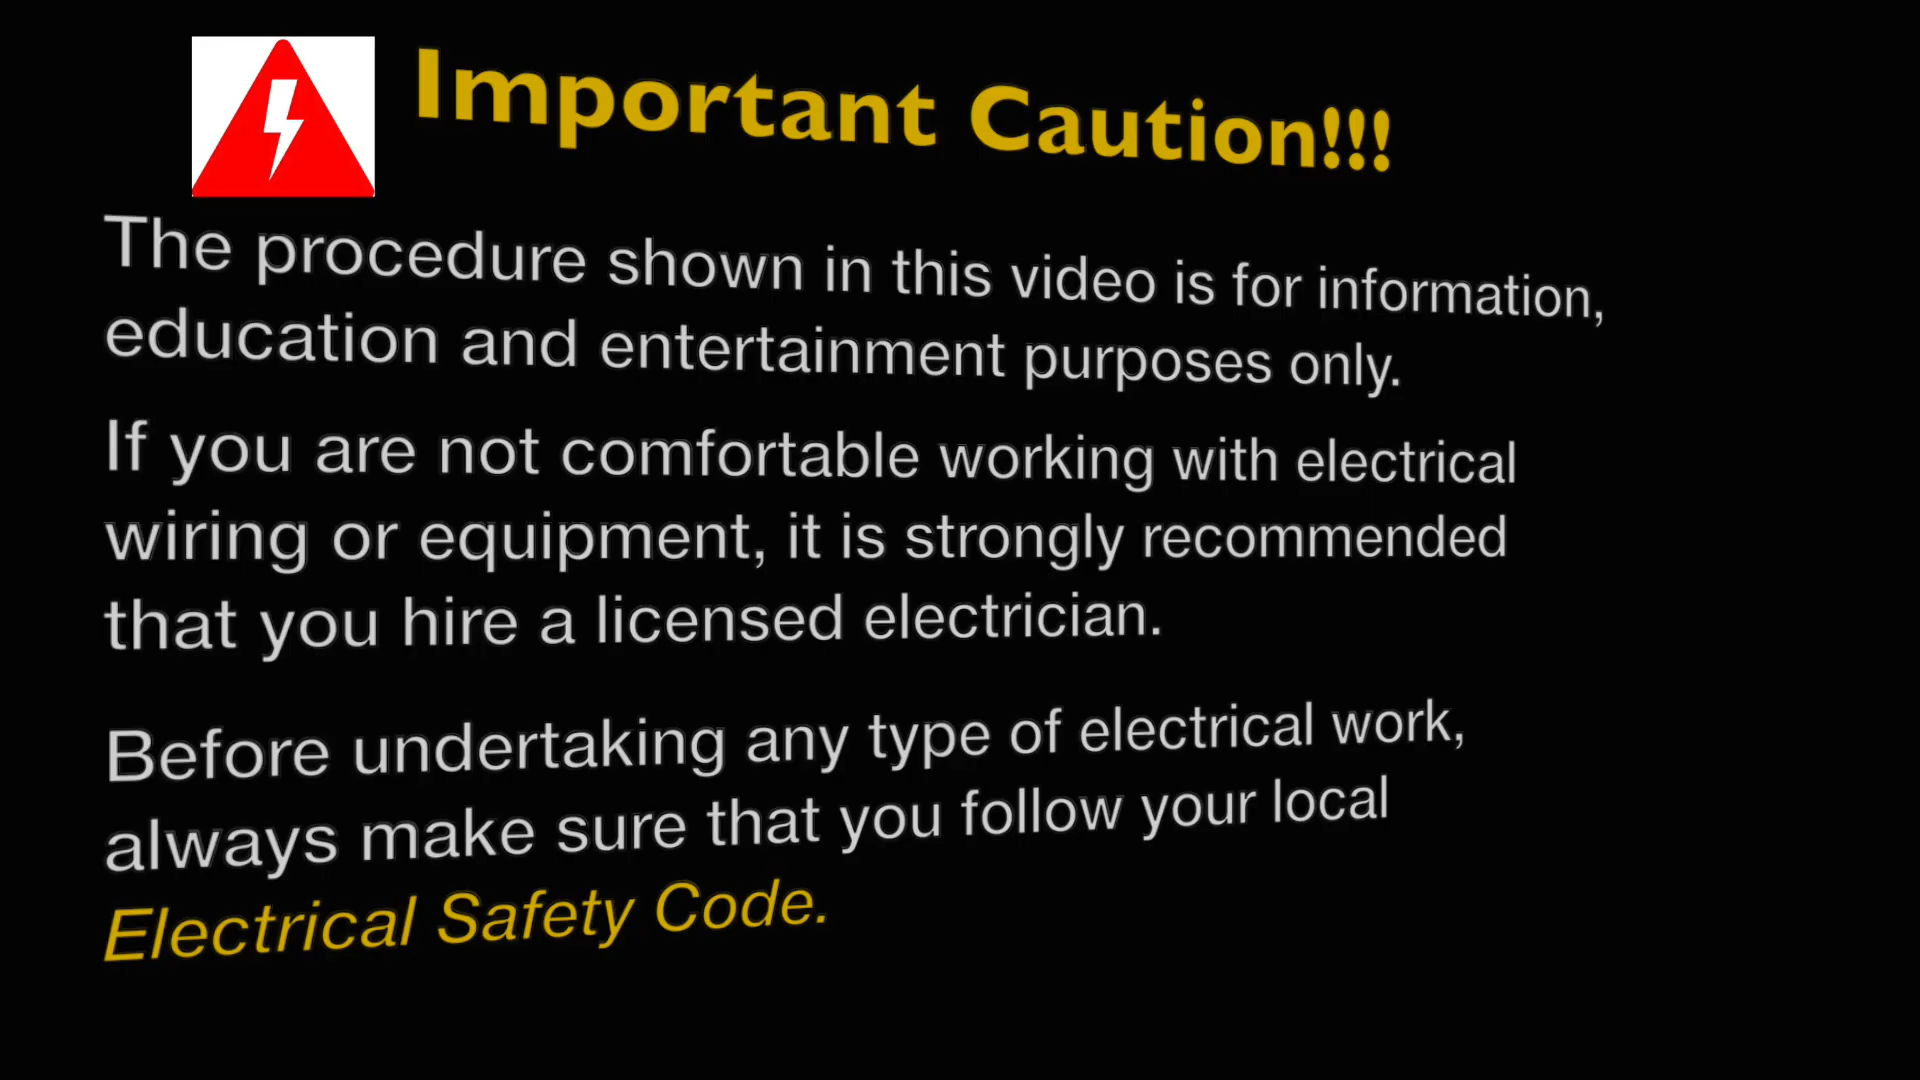 Important Caution!!!
The procedure shown in this video is for information,
education and entertainment purposes only.
If you are not comfortable working with electrical
wiring or equipment, it is strongly recommended
that you hire a licensed electrician.
Before undertaking any type of electrical work,
always make sure that you follow your local
Electrical Safety Code.